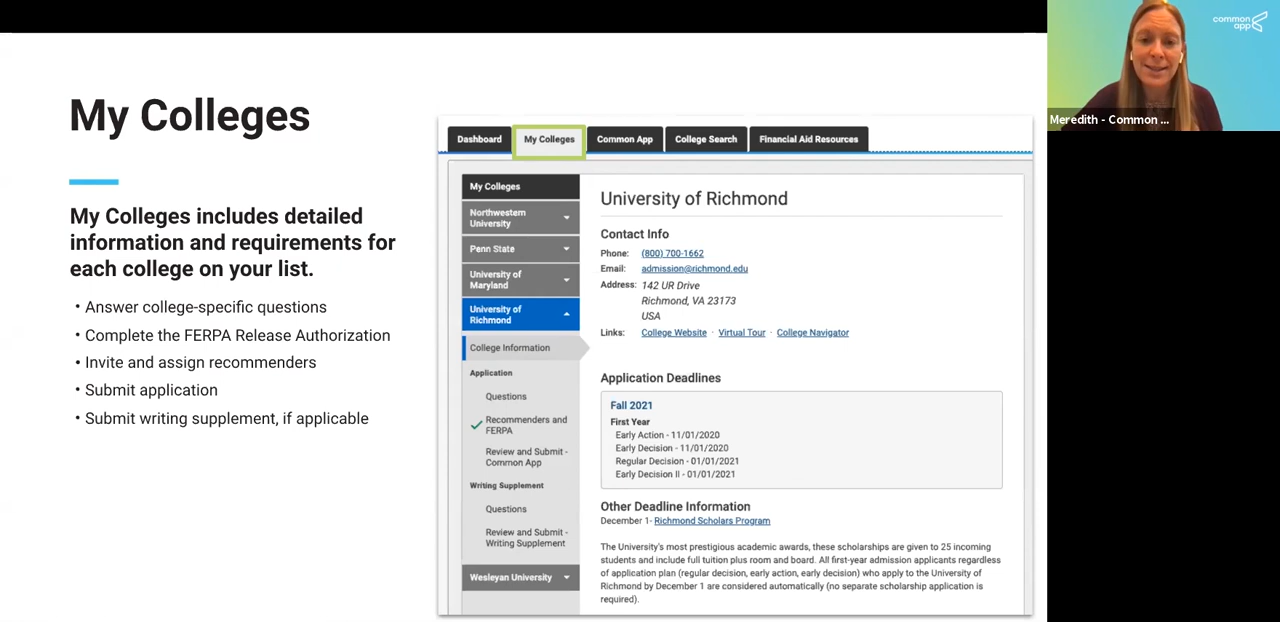 My Colleges
My Colleges includes detailed
information and requirements for
each college on your list.
• Answer college-specific questions
• Complete the FERPA Release Authorization
• Invite and assign recommenders
• Submit application
• Submit writing supplement, if applicable
Dashboard
My Colleges
Common App
College Search
Financial Aid Resources
My Colleges
Northwestern
University
Penn State
University of
Maryland
University of
Richmond
College Information
Application
Questions
Recommenders and
FERPA
Review and Submit -
Common App
Writing Supplement
Questions
Review and Submit -
Writing Supplement
Wesleyan University
University of Richmond
Contact Info
Phone: (800) 700-1662
Email: admission@richmond.edu
Address: 142 UR Drive
Richmond, VA 23173
USA
Links: College Website · Virtual Tour · College Navigator
Application Deadlines
Fall 2021
First Year
Early Action - 11/01/2020
Early Decision - 11/01/2020
Regular Decision - 01/01/2021
Early Decision II - 01/01/2021
Other Deadline Information
December 1- Richmond Scholars Program
The University's most prestigious academic awards, these scholarships are given to 25 incoming
students and include full tuition plus room and board. All first-year admission applicants regardless
of application plan (regular decision, early action, early decision) who apply to the University of
Richmond by December 1 are considered automatically (no separate scholarship application is
required).
common
app
Meredith - Common ...